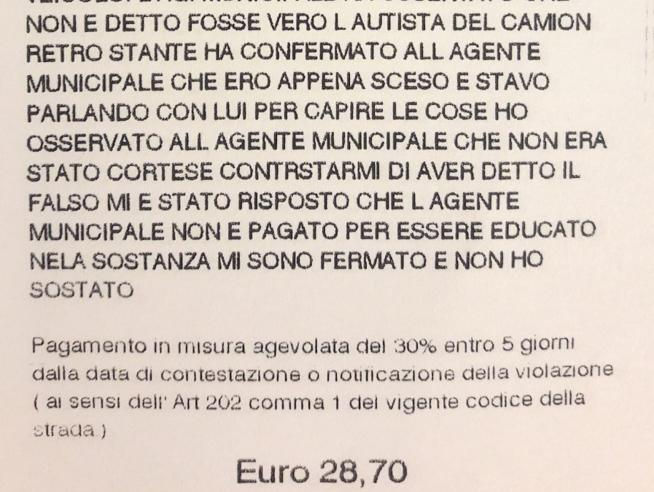 NON E DETTO FOSSE VERO L AUTISTA DEL CAMION
RETRO STANTE HA CONFERMATO ALL AGENTE
MUNICIPALE CHE ERO APPENA SCESO E STAVO
PARLANDO CON LUI PER CAPIRE LE COSE HO
OSSERVATO ALL AGENTE MUNICIPALE CHE NON ERA
STATO CORTESE CONTRSTARMI DI AVER DETTO IL
FALSO MI E STATO RISPOSTO CHE L AGENTE
MUNICIPALE NON E PAGATO PER ESSERE EDUCATO
NELA SOSTANZA MI SONO FERMATO E NON HO
SOSTATO
Pagamento in misura agevolata del 30% entro 5 giorni
dalla data di contestazione o notificazione della violazione
( ai sensi dell' Art 202 comma 1 del vigente codice della
strada )
Euro 28,70